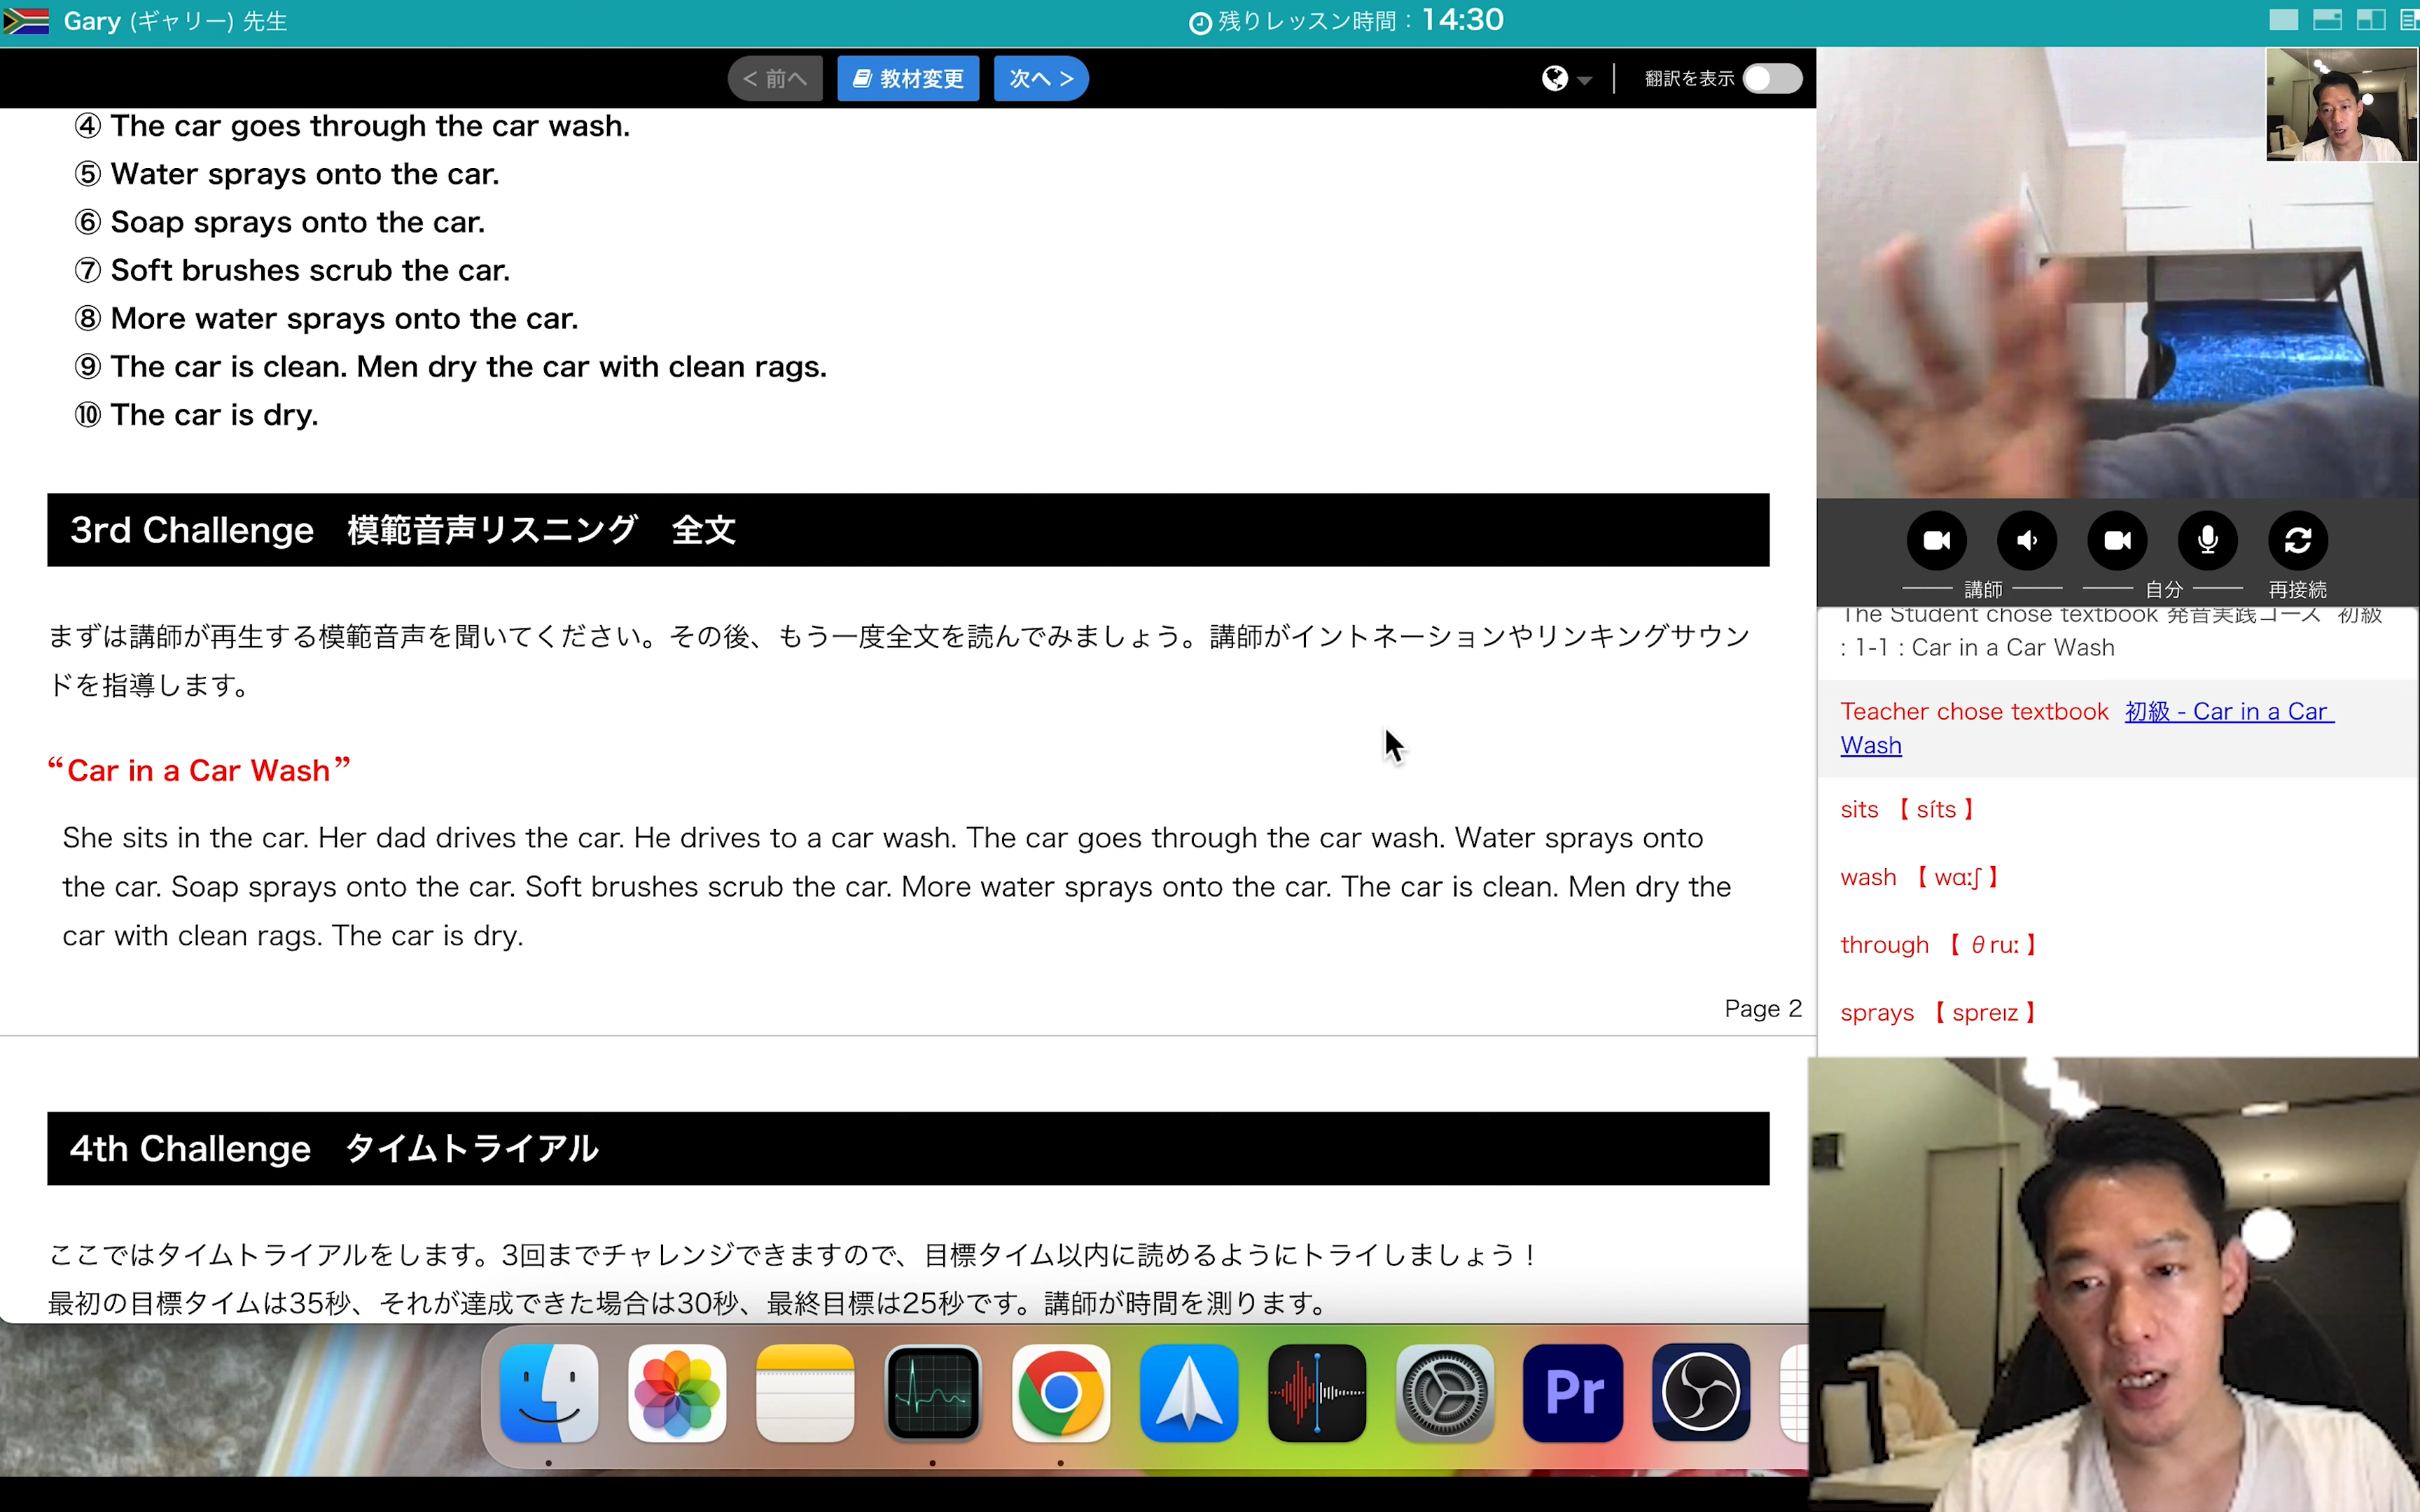 Gary (ギャリー) 先生
残りレッスン時間 : 14:30
< 前へ
教材変更
次へ >
翻訳を表示
④ The car goes through the car wash.
⑤ Water sprays onto the car.
⑥ Soap sprays onto the car.
⑦ Soft brushes scrub the car.
⑧ More water sprays onto the car.
⑨ The car is clean. Men dry the car with clean rags.
⑩ The car is dry.
3rd Challenge　模範音声リスニング　全文
まずは講師が再生する模範音声を聞いてください。その後、もう一度全文を読んでみましょう。講師がイントネーションやリンキングサウン
ドを指導します。
“Car in a Car Wash”
She sits in the car. Her dad drives the car. He drives to a car wash. The car goes through the car wash. Water sprays onto
the car. Soap sprays onto the car. Soft brushes scrub the car. More water sprays onto the car. The car is clean. Men dry the
car with clean rags. The car is dry.
Page 2
4th Challenge　タイムトライアル
ここではタイムトライアルをします。3回までチャレンジできますので、目標タイム以内に読めるようにトライしましょう！
最初の目標タイムは35秒、それが達成できた場合は30秒、最終目標は25秒です。講師が時間を測ります。
講師
自分
再接続
The Student chose textbook 発音実践コース 初級
: 1-1 : Car in a Car Wash
Teacher chose textbook 初級 - Car in a Car
Wash
sits 【 síts 】
wash 【 wɑːʃ 】
through 【 θruː 】
sprays 【 spreɪz 】
Pr